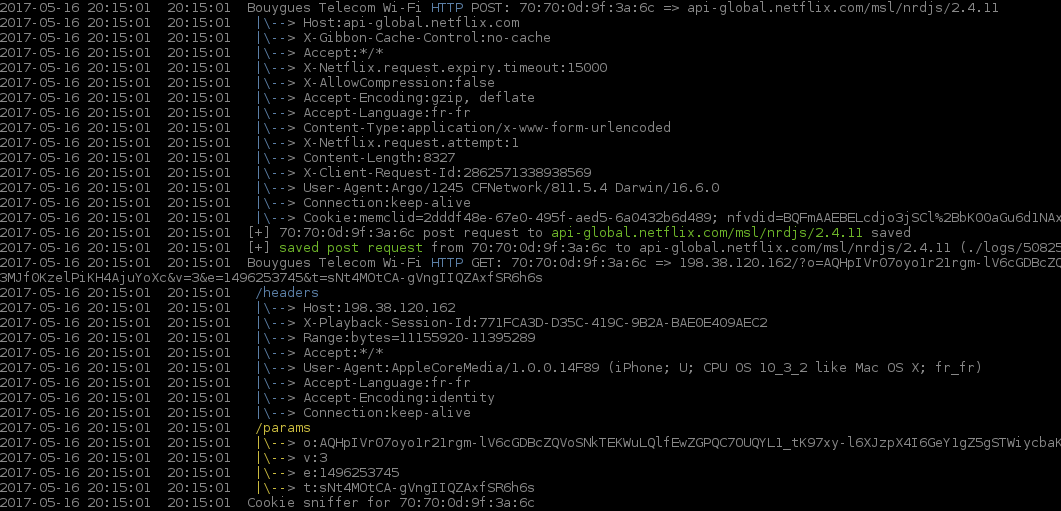 2017-05-16 20:15:01 20:15:01 Bouygues Telecom Wi-Fi HTTP POST: 70:70:0d:9f:3a:6c => api-global.netflix.com/msl/nrdjs/2.4.11
2017-05-16 20:15:01 20:15:01 |\--> Host:api-global.netflix.com
2017-05-16 20:15:01 20:15:01 |\--> X-Gibbon-Cache-Control:no-cache
2017-05-16 20:15:01 20:15:01 |\--> Accept:*/*
2017-05-16 20:15:01 20:15:01 |\--> X-Netflix.request.expiry.timeout:15000
2017-05-16 20:15:01 20:15:01 |\--> X-AllowCompression:false
2017-05-16 20:15:01 20:15:01 |\--> Accept-Encoding:gzip, deflate
2017-05-16 20:15:01 20:15:01 |\--> Accept-Language:fr-fr
2017-05-16 20:15:01 20:15:01 |\--> Content-Type:application/x-www-form-urlencoded
2017-05-16 20:15:01 20:15:01 |\--> X-Netflix.request.attempt:1
2017-05-16 20:15:01 20:15:01 |\--> Content-Length:8327
2017-05-16 20:15:01 20:15:01 |\--> X-Client-Request-Id:2862571338938569
2017-05-16 20:15:01 20:15:01 |\--> User-Agent:Argo/1245 CFNetwork/811.5.4 Darwin/16.6.0
2017-05-16 20:15:01 20:15:01 |\--> Connection:keep-alive
2017-05-16 20:15:01 20:15:01 |\--> Cookie:memclid=2dddf48e-67e0-495f-aed5-6a0432b6d489; nfvdid=BQFmAAEBELcdjo3jSCl%2BbK0OaGu6d1NAx
2017-05-16 20:15:01 20:15:01 [+] 70:70:0d:9f:3a:6c post request to api-global.netflix.com/msl/nrdjs/2.4.11 saved
2017-05-16 20:15:01 20:15:01 [+] saved post request from 70:70:0d:9f:3a:6c to api-global.netflix.com/msl/nrdjs/2.4.11 (./logs/50825
2017-05-16 20:15:01 20:15:01 Bouygues Telecom Wi-Fi HTTP GET: 70:70:0d:9f:3a:6c => 198.38.120.162/?o=AQHpIVr07oyo1r21rgm-lV6cGDBcZQ
3MJfOKzelPiKH4AjuYoXc&v=3&e=1496253745&t=sNt4MOtCA-gVngIIQZAxfSR6h6s
2017-05-16 20:15:01 20:15:01 /headers
2017-05-16 20:15:01 20:15:01 |\--> Host:198.38.120.162
2017-05-16 20:15:01 20:15:01 |\--> X-Playback-Session-Id:771FCA3D-D35C-419C-9B2A-BAE0E409AEC2
2017-05-16 20:15:01 20:15:01 |\--> Range:bytes=11155920-11395289
2017-05-16 20:15:01 20:15:01 |\--> Accept:*/*
2017-05-16 20:15:01 20:15:01 |\--> User-Agent:AppleCoreMedia/1.0.0.14F89 (iPhone; U; CPU OS 10_3_2 like Mac OS X; fr_fr)
2017-05-16 20:15:01 20:15:01 |\--> Accept-Language:fr-fr
2017-05-16 20:15:01 20:15:01 |\--> Accept-Encoding:identity
2017-05-16 20:15:01 20:15:01 |\--> Connection:keep-alive
2017-05-16 20:15:01 20:15:01 /params
2017-05-16 20:15:01 20:15:01 |\--> o:AQHpIVr07oyo1r21rgm-lV6cGDBcZQVoSNkTEKWuLQlfEwZGPQC7OUQYL1_tK97xy-l6XJzpX4I6GeY1gZ5gSTWiycbaK
2017-05-16 20:15:01 20:15:01 |\--> v:3
2017-05-16 20:15:01 20:15:01 |\--> e:1496253745
2017-05-16 20:15:01 20:15:01 |\--> t:sNt4MOtCA-gVngIIQZAxfSR6h6s
2017-05-16 20:15:01 20:15:01 Cookie sniffer for 70:70:0d:9f:3a:6c